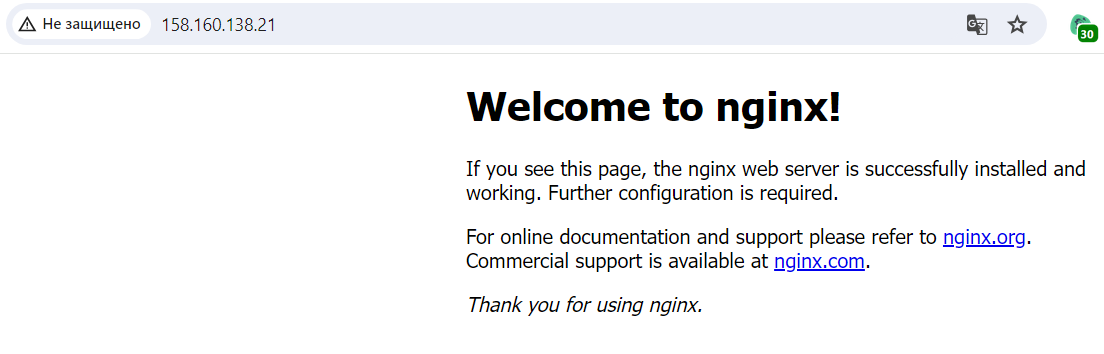 Не защищено 158.160.138.21
30
Welcome to nginx!
If you see this page, the nginx web server is successfully installed and
working. Further configuration is required.
For online documentation and support please refer to nginx.org.
Commercial support is available at nginx.com.
Thank you for using nginx.